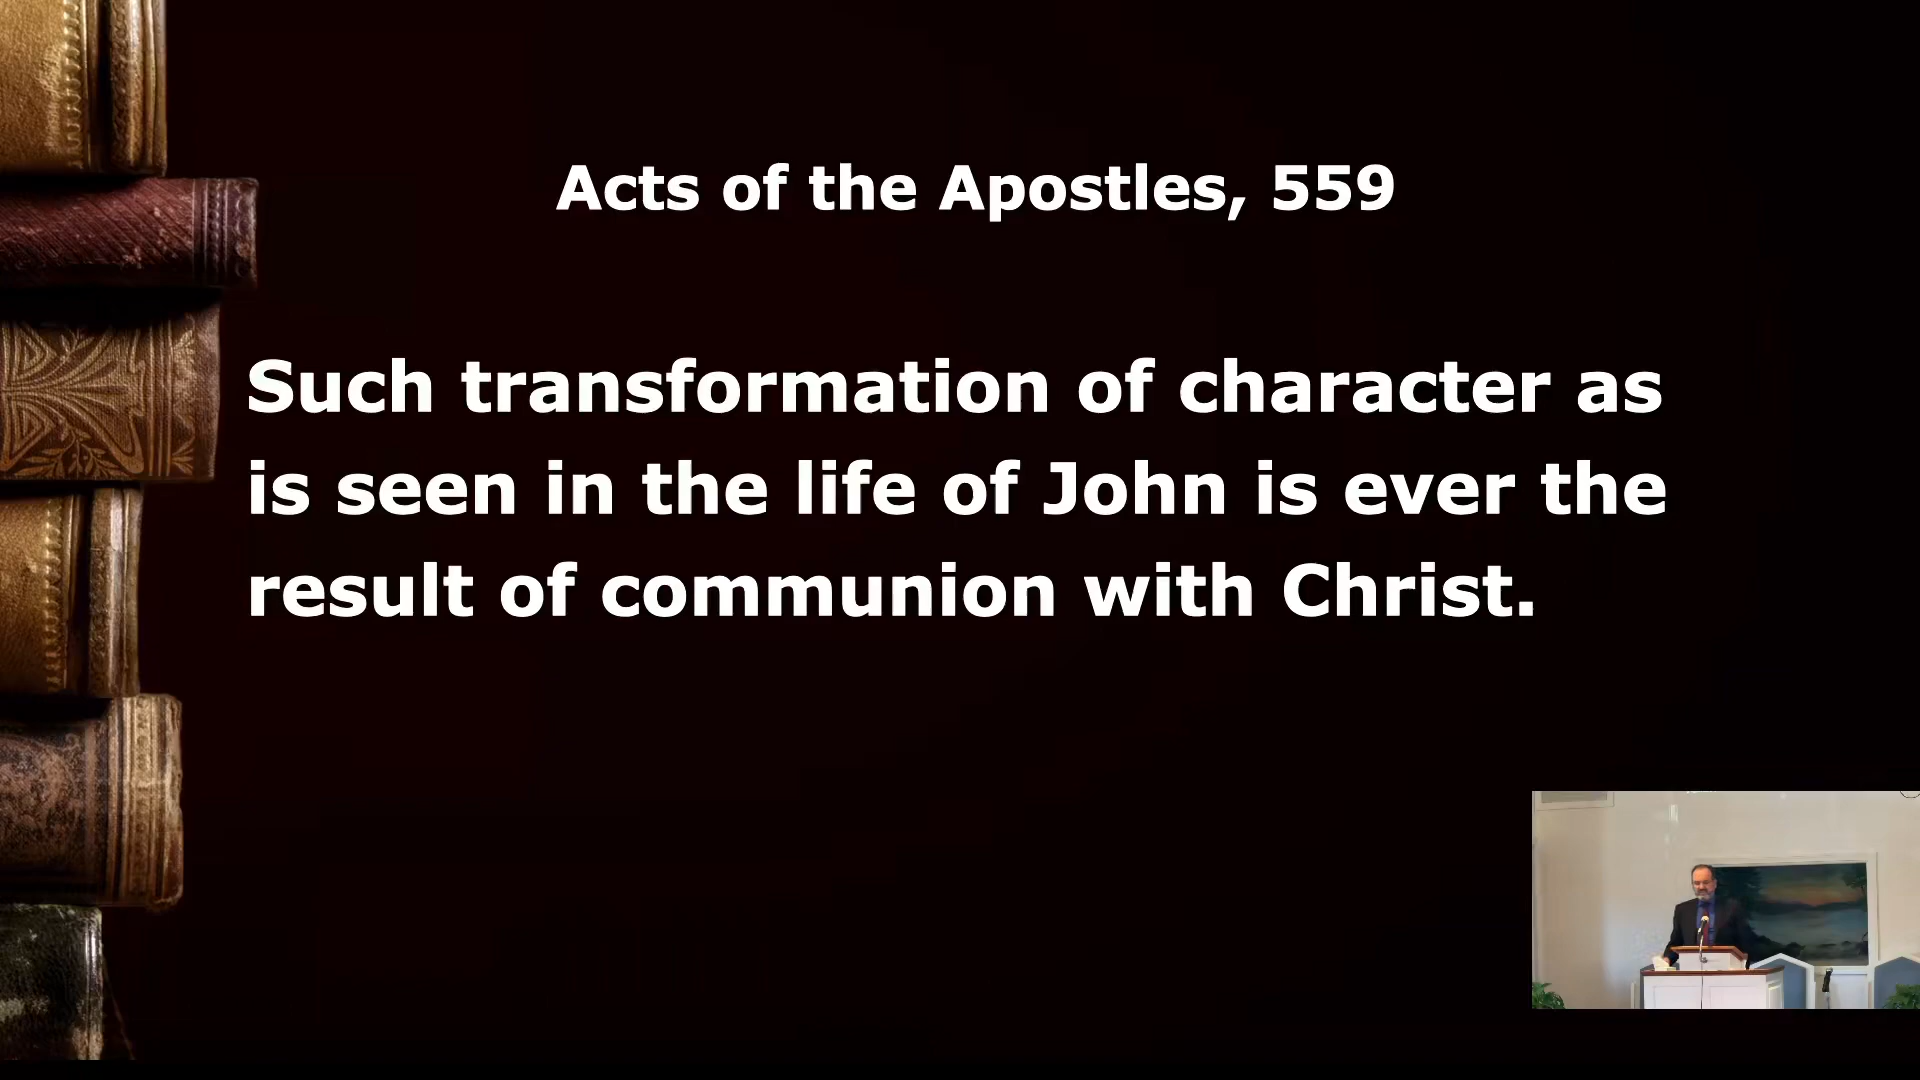 Acts of the Apostles, 559
Such transformation of character as
is seen in the life of John is ever the
result of communion with Christ.